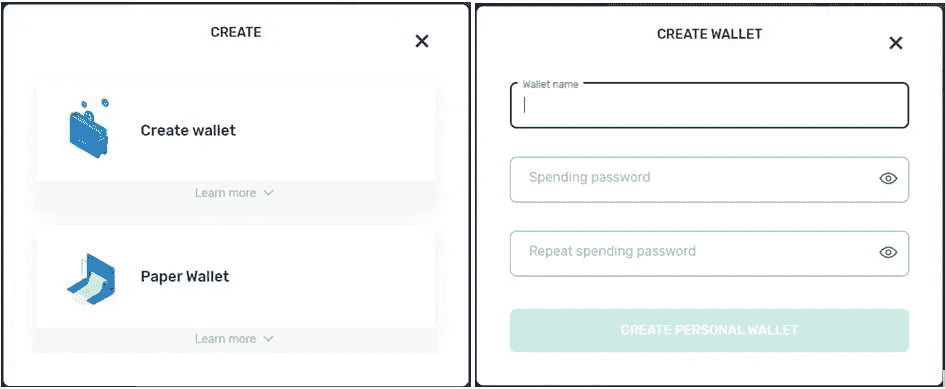 CREATE
Create wallet
Learn more
Paper Wallet
Learn more
CREATE WALLET
Wallet name
Spending password
Repeat spending password
CREATE PERSONAL WALLET